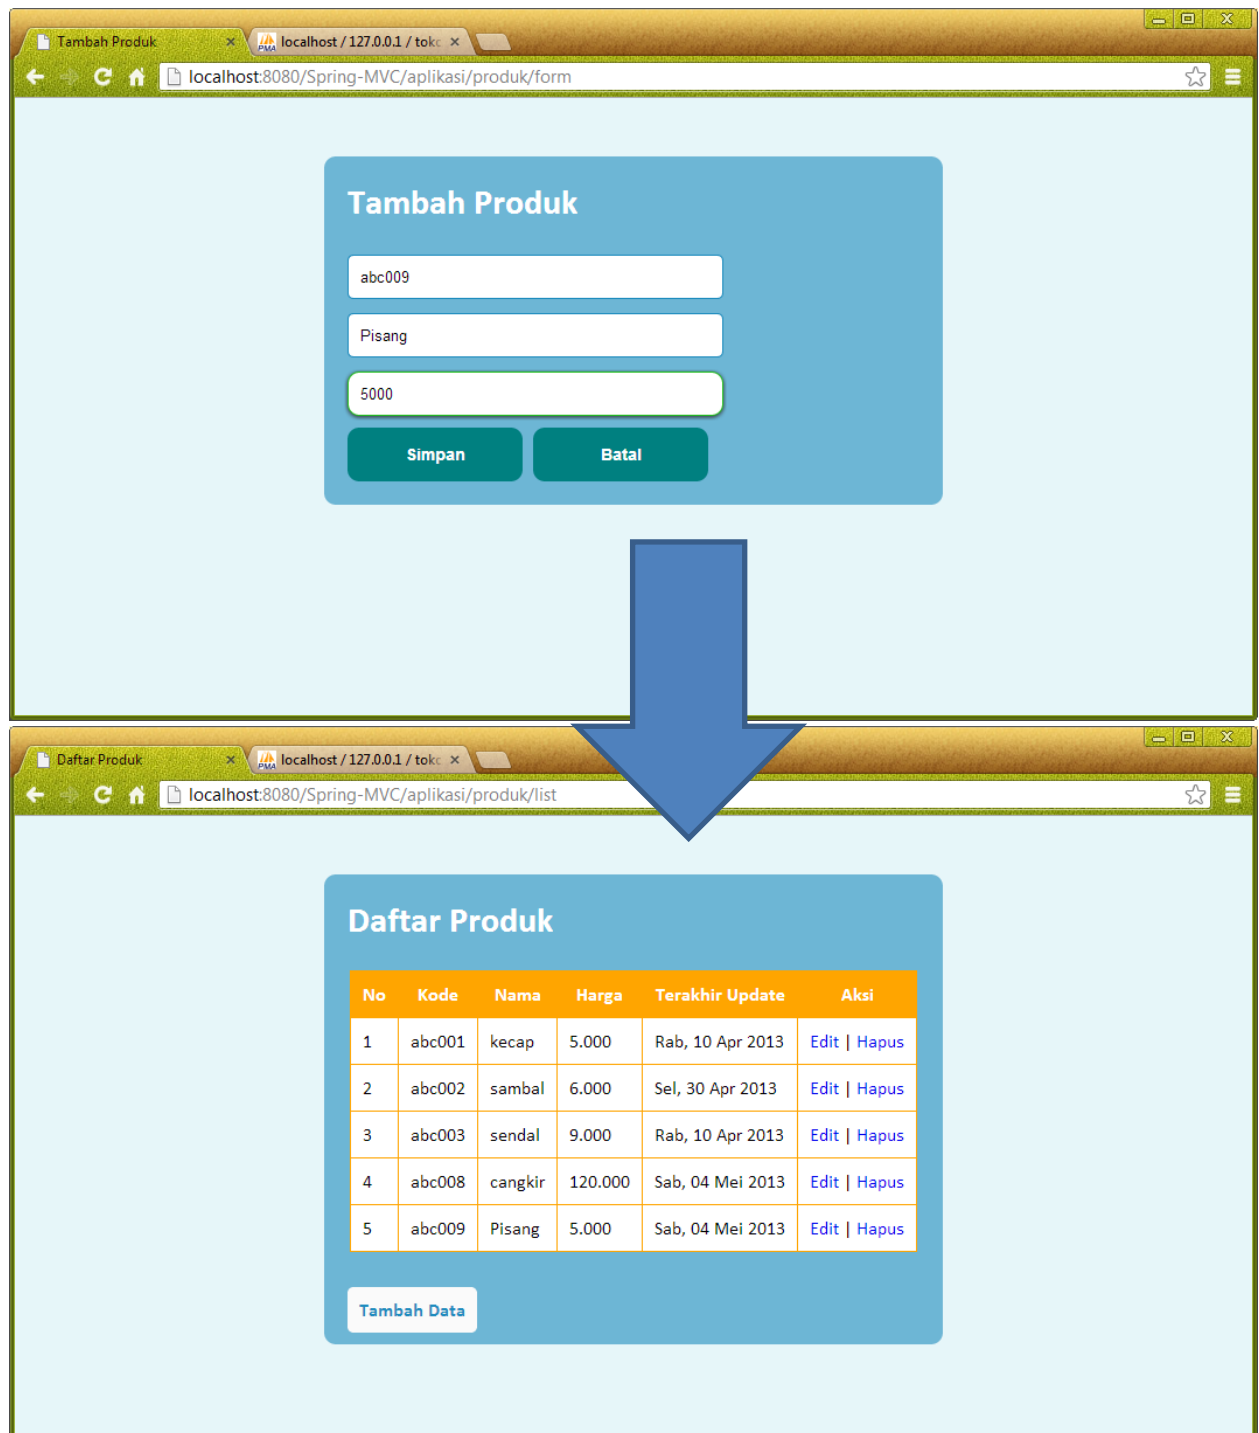 Tambah Produk
localhost / 127.0.0.1 / tokc
localhost:8080/Spring-MVC/aplikasi/produk/form
Tambah Produk
abc009
Pisang
5000
Simpan Batal
Daftar Produk
localhost / 127.0.0.1 / tokc
localhost:8080/Spring-MVC/aplikasi/produk/list
Daftar Produk
No Kode Nama Harga Terakhir Update Aksi
1 abc001 kecap 5.000 Rab, 10 Apr 2013 Edit | Hapus
2 abc002 sambal 6.000 Sel, 30 Apr 2013 Edit | Hapus
3 abc003 sendal 9.000 Rab, 10 Apr 2013 Edit | Hapus
4 abc008 cangkir 120.000 Sab, 04 Mei 2013 Edit | Hapus
5 abc009 Pisang 5.000 Sab, 04 Mei 2013 Edit | Hapus
Tambah Data